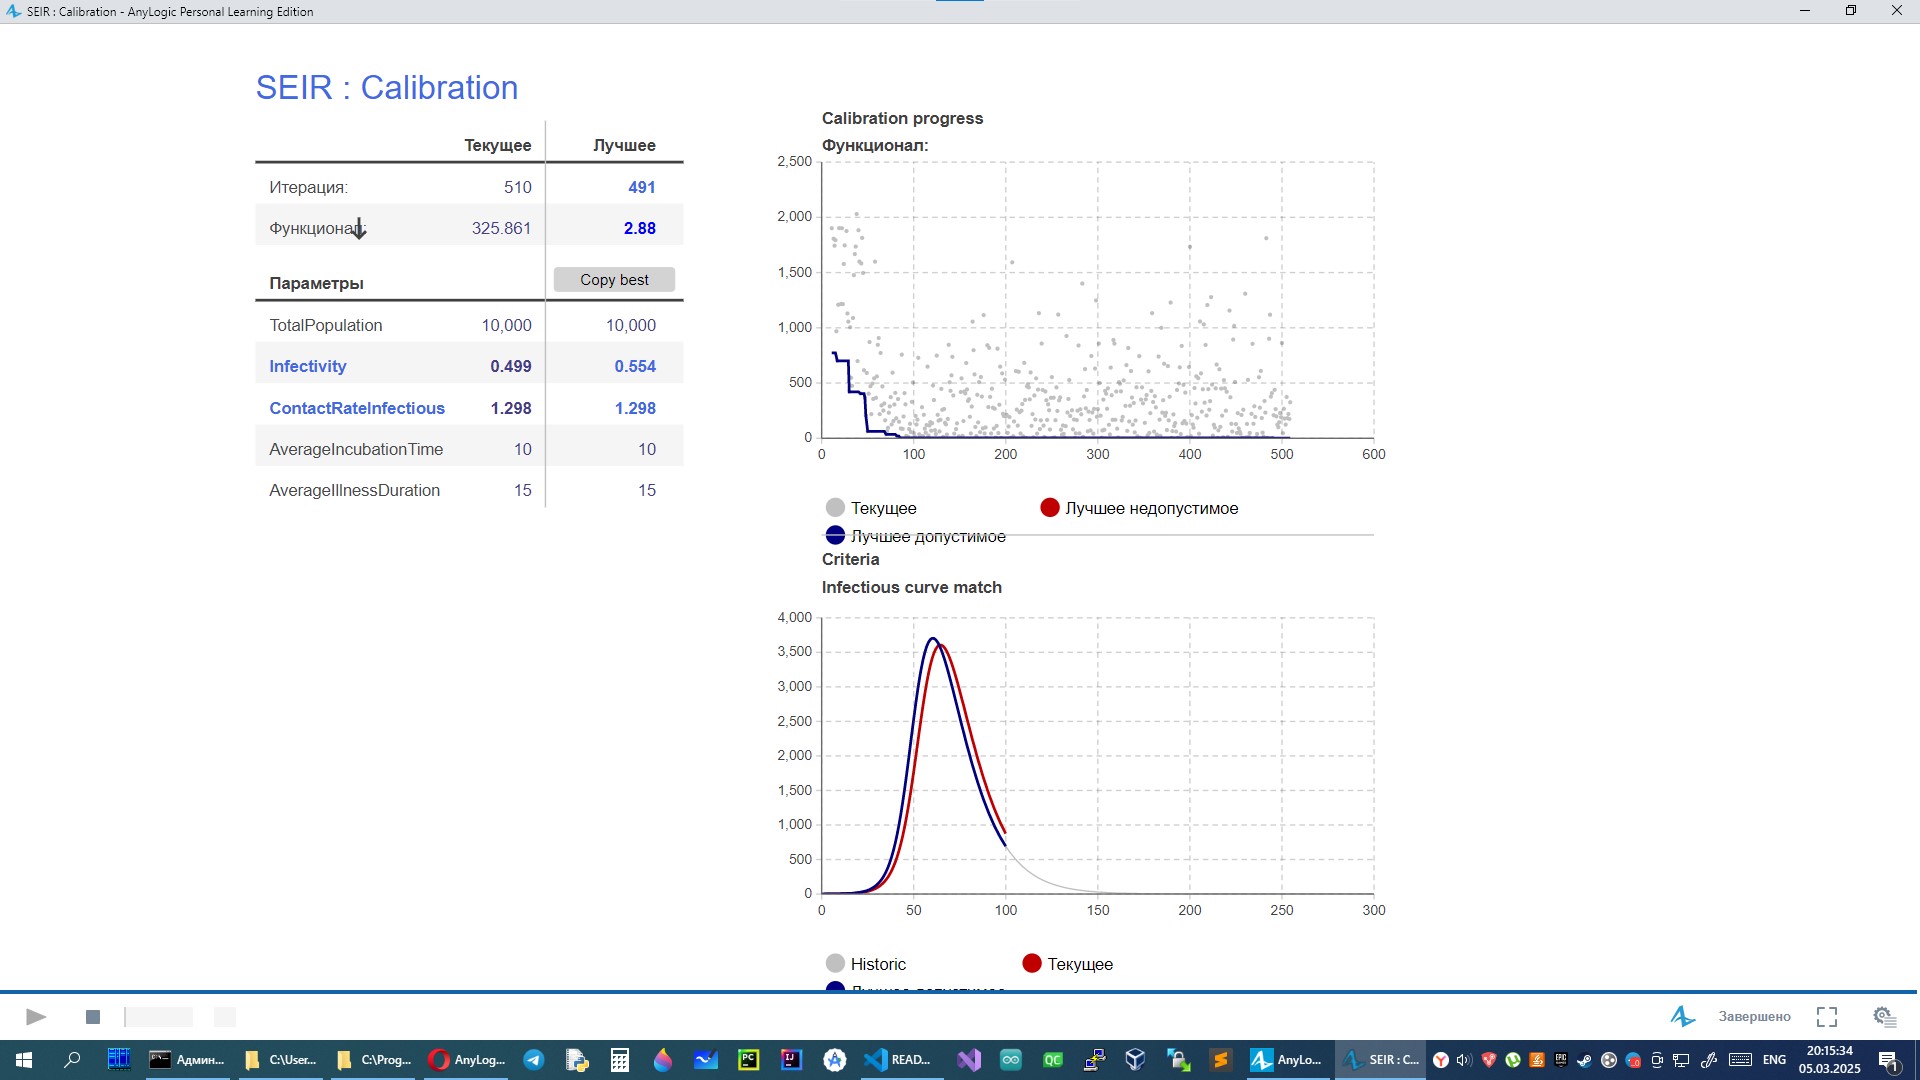 SEIR : Calibration - AnyLogic Personal Learning Edition
SEIR : Calibration
Текущее Лучшее
Итерация: 510 491
Функционал: 325.861 2.88
Параметры Copy best
TotalPopulation 10,000 10,000
Infectivity 0.499 0.554
ContactRateInfectious 1.298 1.298
AverageIncubationTime 10 10
AverageIllnessDuration 15 15
Calibration progress
Функционал:
2,500
2,000
1,500
1,000
500
0
0 100 200 300 400 500 600
Текущее Лучшее недопустимое
Лучшее допустимое
Criteria
Infectious curve match
4,000
3,500
3,000
2,500
2,000
1,500
1,000
500
0
0 50 100 150 200 250 300
Historic Текущее
Лучшее допустимое
Завершено
Админ... C:\User... C:\Prog... AnyLog... READ... AnyLo... SEIR : C... ENG
20:15:34
05.03.2025